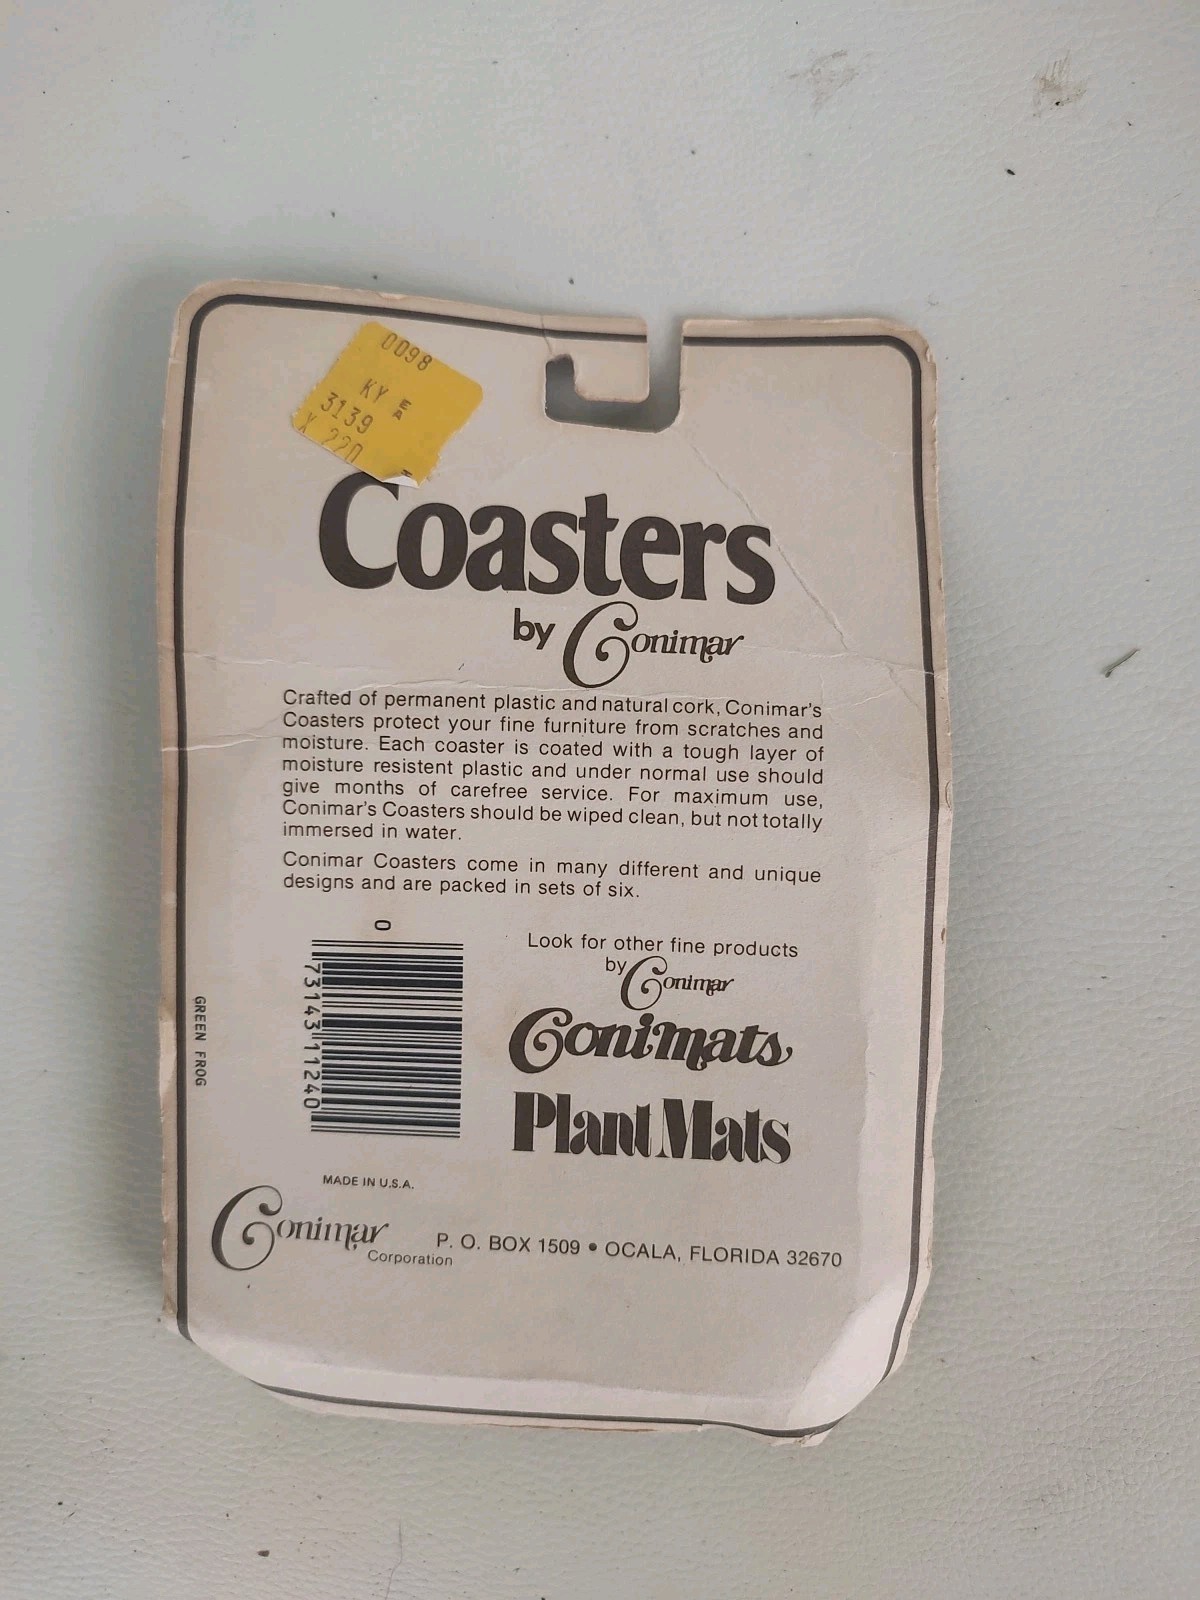 0098
KY EA
3139
X 220
Coasters
by Conimar
Crafted of permanent plastic and natural cork, Conimar's
Coasters protect your fine furniture from scratches and
moisture. Each coaster is coated with a tough layer of
moisture resistent plastic and under normal use should
give months of carefree service. For maximum use,
Conimar's Coasters should be wiped clean, but not totally
immersed in water.
Conimar Coasters come in many different and unique
designs and are packed in sets of six.
0
73143 11240
GREEN FROG
Look for other fine products
by Conimar
Conimats
Plant Mats
MADE IN U.S.A.
Conimar
Corporation
P. O. BOX 1509 • OCALA, FLORIDA 32670